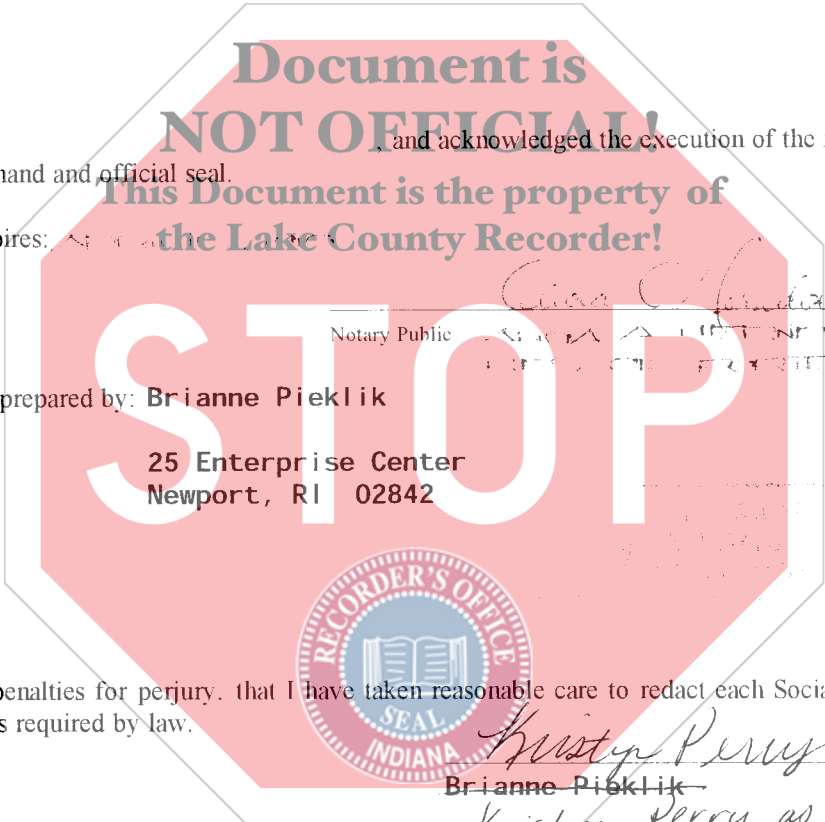 Document is
NOT OFFICIAL!
, and acknowledged the execution of the
hand and official seal.
This Document is the property of
the Lake County Recorder!
pires:
Notary Public
STOP
prepared by: Brianne Pieklik
25 Enterprise Center
Newport, RI 02842
RECORDER'S OFFICE
SEAL
INDIANA
penalties for perjury. that I have taken reasonable care to redact each Socia
s required by law.
Kristyn Perry
Brianne Pieklik
Perry as